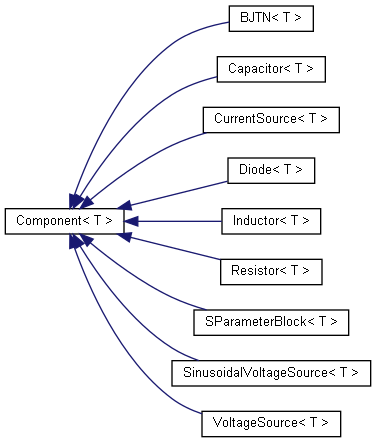 BJTN< T >
Capacitor< T >
CurrentSource< T >
Diode< T >
Component< T >
Inductor< T >
Resistor< T >
SParameterBlock< T >
SinusoidalVoltageSource< T >
VoltageSource< T >